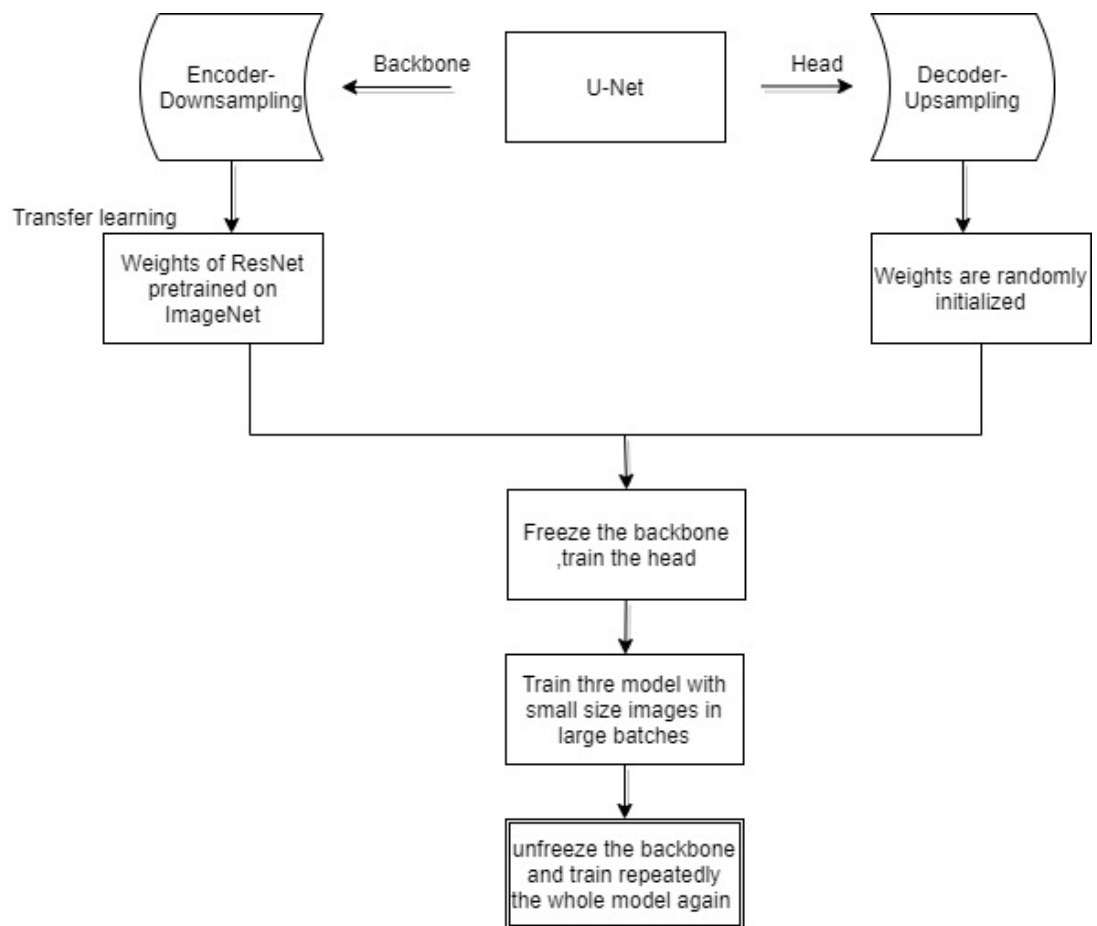 Encoder-
Downsampling
Backbone
U-Net
Head
Decoder-
Upsampling
Transfer learning
Weights of ResNet
pretrained on
ImageNet
Weights are randomly
initialized
Freeze the backbone
,train the head
Train thre model with
small size images in
large batches
unfreeze the backbone
and train repeatedly
the whole model again